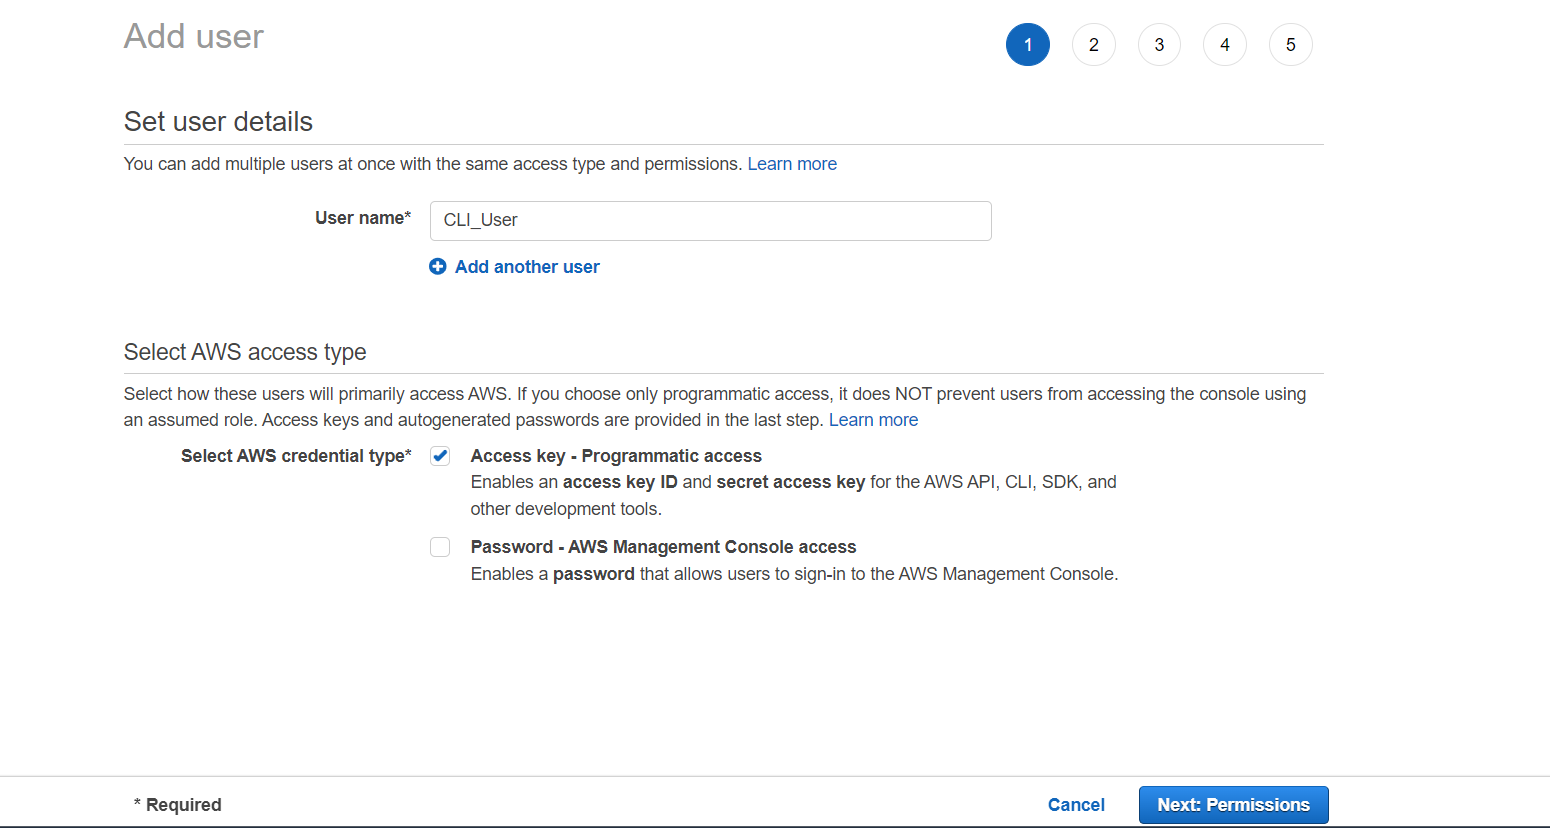 Add user
1 2 3 4 5
Set user details
You can add multiple users at once with the same access type and permissions. Learn more
User name*
CLI_User
Add another user
Select AWS access type
Select how these users will primarily access AWS. If you choose only programmatic access, it does NOT prevent users from accessing the console using
an assumed role. Access keys and autogenerated passwords are provided in the last step. Learn more
Select AWS credential type*
Access key - Programmatic access
Enables an access key ID and secret access key for the AWS API, CLI, SDK, and
other development tools.
Password - AWS Management Console access
Enables a password that allows users to sign-in to the AWS Management Console.
* Required
Cancel
Next: Permissions